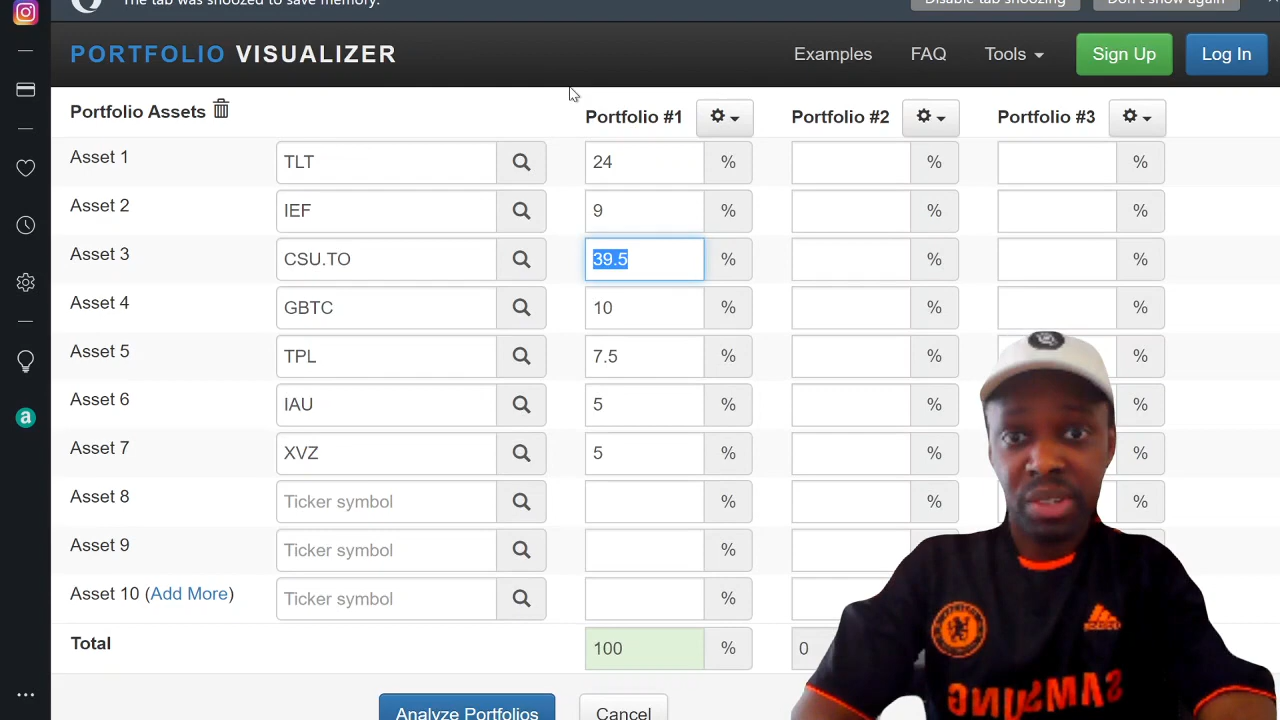 The tab was snoozed to save memory. Disable tab snoozing Don't show again
PORTFOLIO VISUALIZER Examples FAQ Tools Sign Up Log In
Portfolio Assets Portfolio #1 Portfolio #2 Portfolio #3
Asset 1 TLT 24 % % %
Asset 2 IEF 9 % % %
Asset 3 CSU.TO 39.5 % % %
Asset 4 GBTC 10 % % %
Asset 5 TPL 7.5 % % %
Asset 6 IAU 5 % %
Asset 7 XVZ 5 % % %
Asset 8 Ticker symbol % % %
Asset 9 Ticker symbol % %
Asset 10 (Add More) Ticker symbol %
Total 100 % 0
Analyze Portfolios Cancel
a
adidas
SAMSUNG